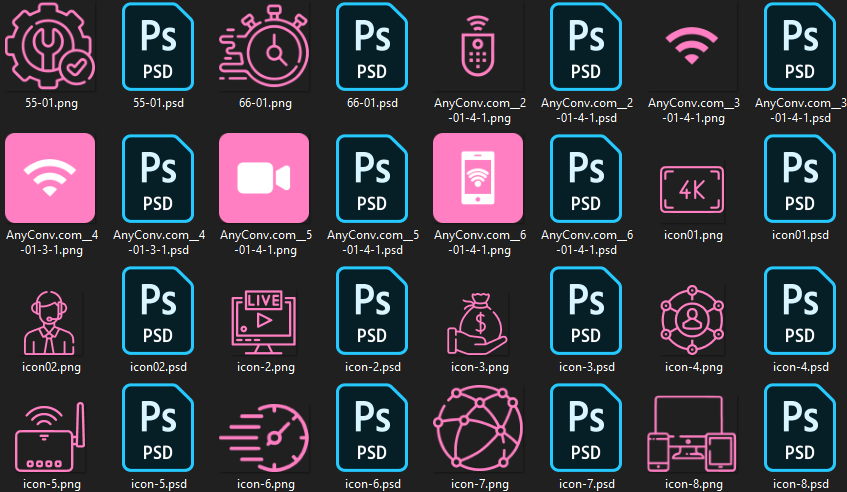 Ps
PSD
Ps
PSD
Ps
PSD
Ps
PSD
55-01.png
55-01.psd
66-01.png
66-01.psd
AnyConv.com__2
-01-4-1.png
AnyConv.com__2
-01-4-1.psd
AnyConv.com__3
-01-4-1.png
AnyConv.com__3
-01-4-1.psd
Ps
PSD
Ps
PSD
Ps
PSD
4K
Ps
PSD
AnyConv.com__4
-01-3-1.png
AnyConv.com__4
-01-3-1.psd
AnyConv.com__5
-01-4-1.png
AnyConv.com__5
-01-4-1.psd
AnyConv.com__6
-01-4-1.png
AnyConv.com__6
-01-4-1.psd
icon01.png
icon01.psd
Ps
PSD
LIVE
Ps
PSD
$
Ps
PSD
Ps
PSD
icon02.png
icon02.psd
icon-2.png
icon-2.psd
icon-3.png
icon-3.psd
icon-4.png
icon-4.psd
Ps
PSD
Ps
PSD
Ps
PSD
Ps
PSD
icon-5.png
icon-5.psd
icon-6.png
icon-6.psd
icon-7.png
icon-7.psd
icon-8.png
icon-8.psd